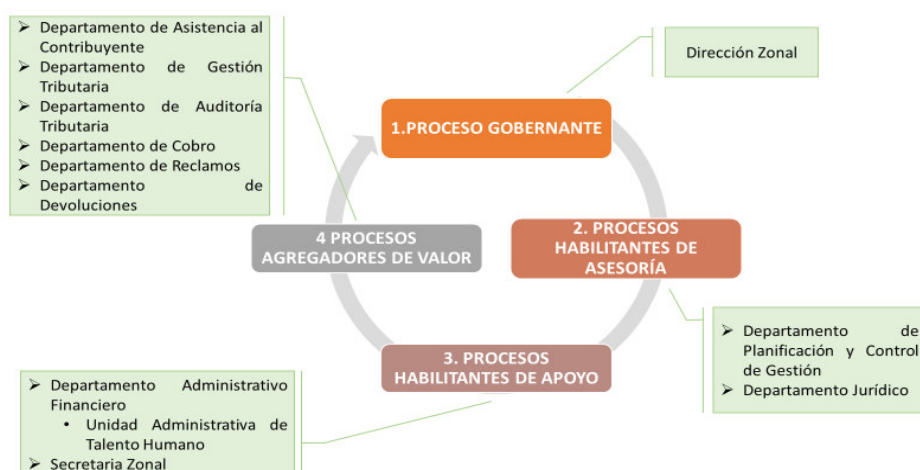 ➢ Departamento de Asistencia al
Contribuyente
➢ Departamento de Gestión
Tributaria
➢ Departamento de Auditoría
Tributaria
➢ Departamento de Cobro
➢ Departamento de Reclamos
➢ Departamento de
Devoluciones
Dirección Zonal
1.PROCESO GOBERNANTE
2. PROCESOS
HABILITANTES DE
ASESORÍA
➢ Departamento de
Planificación y Control
de Gestión
➢ Departamento Jurídico
3. PROCESOS
HABILITANTES DE APOYO
➢ Departamento Administrativo
Financiero
• Unidad Administrativa de
Talento Humano
➢ Secretaria Zonal
4 PROCESOS
AGREGADORES DE VALOR